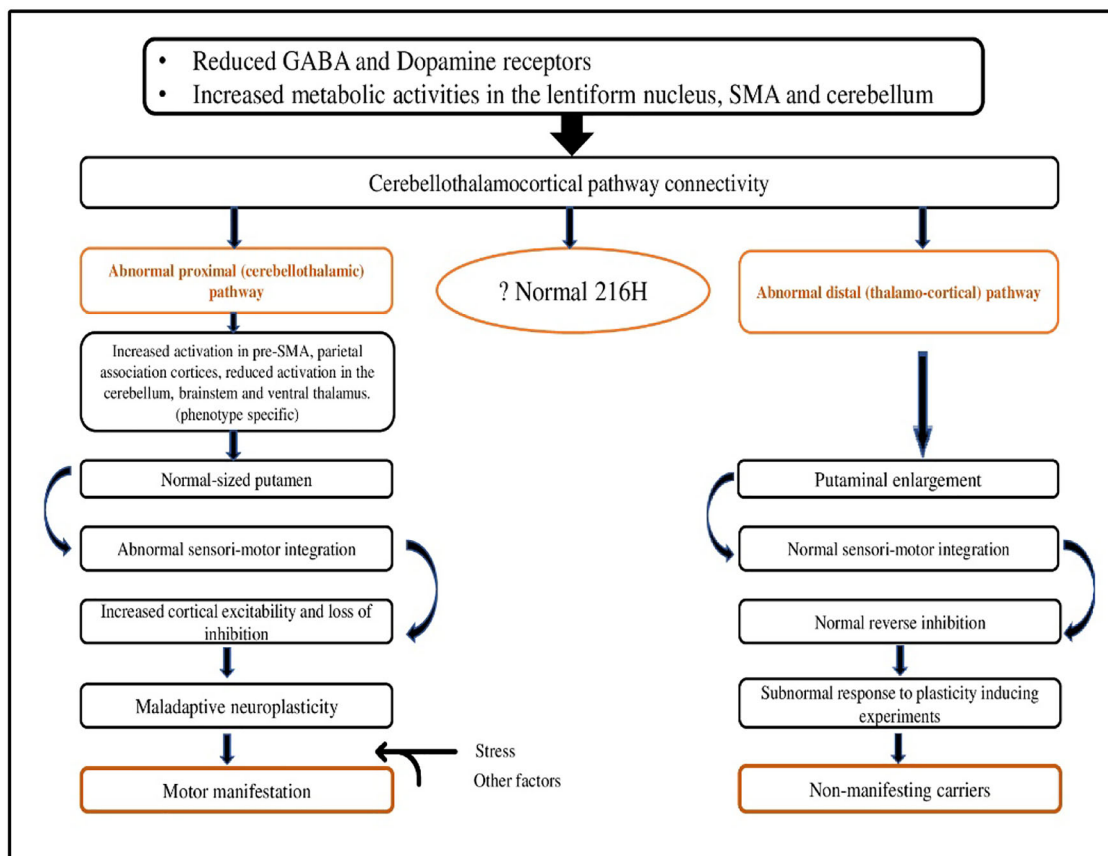 • Reduced GABA and Dopamine receptors
• Increased metabolic activities in the lentiform nucleus, SMA and cerebellum
Cerebellothalamocortical pathway connectivity
Abnormal proximal (cerebellothalamic)
pathway
? Normal 216H
Abnormal distal (thalamo-cortical) pathway
Increased activation in pre-SMA, parietal
association cortices, reduced activation in the
cerebellum, brainstem and ventral thalamus.
(phenotype specific)
Normal-sized putamen
Abnormal sensori-motor integration
Increased cortical excitability and loss of
inhibition
Maladaptive neuroplasticity
Motor manifestation
Stress
Other factors
Putaminal enlargement
Normal sensori-motor integration
Normal reverse inhibition
Subnormal response to plasticity inducing
experiments
Non-manifesting carriers